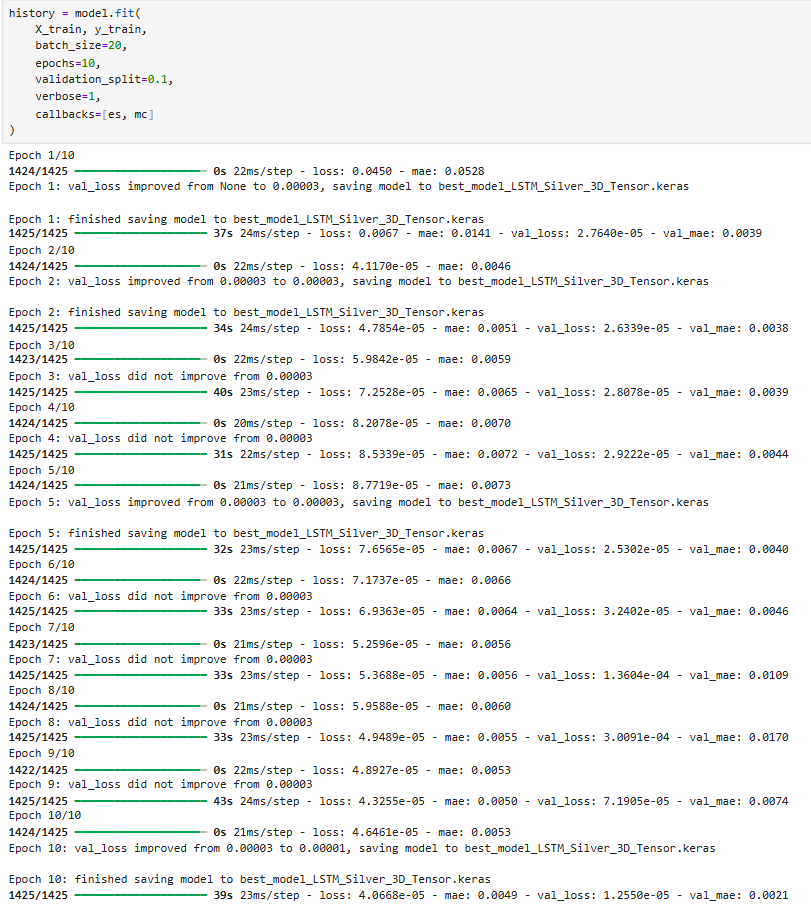 history = model.fit(
    X_train, y_train,
    batch_size=20,
    epochs=10,
    validation_split=0.1,
    verbose=1,
    callbacks=[es, mc]
)
Epoch 1/10
1424/1425 0s 22ms/step - loss: 0.0450 - mae: 0.0528
Epoch 1: val_loss improved from None to 0.00003, saving model to best_model_LSTM_Silver_3D_Tensor.keras
Epoch 1: finished saving model to best_model_LSTM_Silver_3D_Tensor.keras
1425/1425 37s 24ms/step - loss: 0.0067 - mae: 0.0141 - val_loss: 2.7640e-05 - val_mae: 0.0039
Epoch 2/10
1424/1425 0s 22ms/step - loss: 4.1170e-05 - mae: 0.0046
Epoch 2: val_loss improved from 0.00003 to 0.00003, saving model to best_model_LSTM_Silver_3D_Tensor.keras
Epoch 2: finished saving model to best_model_LSTM_Silver_3D_Tensor.keras
1425/1425 34s 24ms/step - loss: 4.7854e-05 - mae: 0.0051 - val_loss: 2.6339e-05 - val_mae: 0.0038
Epoch 3/10
1423/1425 0s 22ms/step - loss: 5.9842e-05 - mae: 0.0059
Epoch 3: val_loss did not improve from 0.00003
1425/1425 40s 23ms/step - loss: 7.2528e-05 - mae: 0.0065 - val_loss: 2.8078e-05 - val_mae: 0.0039
Epoch 4/10
1424/1425 0s 20ms/step - loss: 8.2078e-05 - mae: 0.0070
Epoch 4: val_loss did not improve from 0.00003
1425/1425 31s 22ms/step - loss: 8.5339e-05 - mae: 0.0072 - val_loss: 2.9222e-05 - val_mae: 0.0044
Epoch 5/10
1424/1425 0s 21ms/step - loss: 8.7719e-05 - mae: 0.0073
Epoch 5: val_loss improved from 0.00003 to 0.00003, saving model to best_model_LSTM_Silver_3D_Tensor.keras
Epoch 5: finished saving model to best_model_LSTM_Silver_3D_Tensor.keras
1425/1425 32s 23ms/step - loss: 7.6565e-05 - mae: 0.0067 - val_loss: 2.5302e-05 - val_mae: 0.0040
Epoch 6/10
1424/1425 0s 22ms/step - loss: 7.1737e-05 - mae: 0.0066
Epoch 6: val_loss did not improve from 0.00003
1425/1425 33s 23ms/step - loss: 6.9363e-05 - mae: 0.0064 - val_loss: 3.2402e-05 - val_mae: 0.0046
Epoch 7/10
1423/1425 0s 21ms/step - loss: 5.2596e-05 - mae: 0.0056
Epoch 7: val_loss did not improve from 0.00003
1425/1425 33s 23ms/step - loss: 5.3688e-05 - mae: 0.0056 - val_loss: 1.3604e-04 - val_mae: 0.0109
Epoch 8/10
1424/1425 0s 21ms/step - loss: 5.9588e-05 - mae: 0.0060
Epoch 8: val_loss did not improve from 0.00003
1425/1425 33s 23ms/step - loss: 4.9489e-05 - mae: 0.0055 - val_loss: 3.0091e-04 - val_mae: 0.0170
Epoch 9/10
1422/1425 0s 22ms/step - loss: 4.8927e-05 - mae: 0.0053
Epoch 9: val_loss did not improve from 0.00003
1425/1425 43s 24ms/step - loss: 4.3255e-05 - mae: 0.0050 - val_loss: 7.1905e-05 - val_mae: 0.0074
Epoch 10/10
1424/1425 0s 21ms/step - loss: 4.6461e-05 - mae: 0.0053
Epoch 10: val_loss improved from 0.00003 to 0.00001, saving model to best_model_LSTM_Silver_3D_Tensor.keras
Epoch 10: finished saving model to best_model_LSTM_Silver_3D_Tensor.keras
1425/1425 39s 23ms/step - loss: 4.0668e-05 - mae: 0.0049 - val_loss: 1.2550e-05 - val_mae: 0.0021